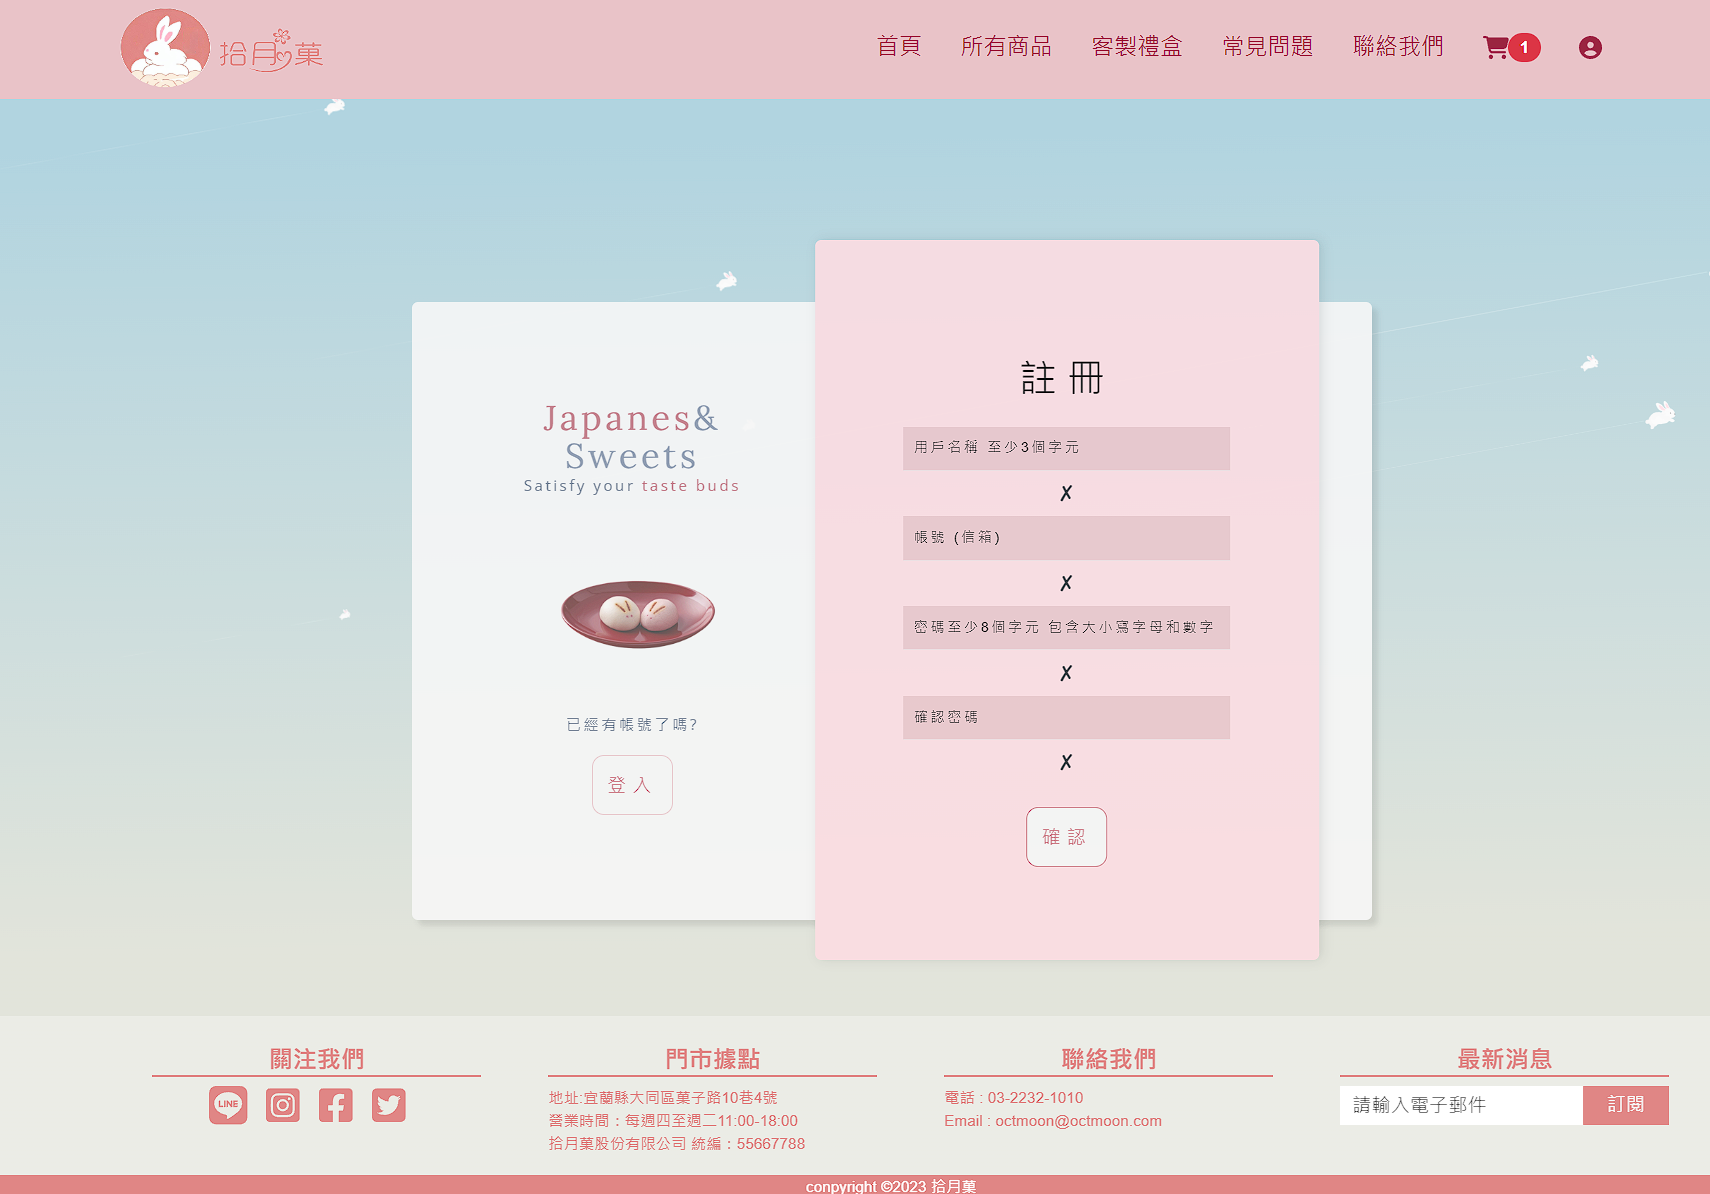 拾月菓
首頁 所有商品 客製禮盒 常見問題 聯絡我們 1
Japanes&
Sweets
Satisfy your taste buds
已經有帳號了嗎?
登入
註冊
用戶名稱 至少3個字元
✗
帳號 (信箱)
✗
密碼至少8個字元 包含大小寫字母和數字
✗
確認密碼
✗
確認
關注我們
LINE
門市據點
地址:宜蘭縣大同區菓子路10巷4號
營業時間：每週四至週二11:00-18:00
拾月菓股份有限公司 統編：55667788
聯絡我們
電話 : 03-2232-1010
Email : octmoon@octmoon.com
最新消息
請輸入電子郵件 訂閱
conpyright ©2023 拾月菓